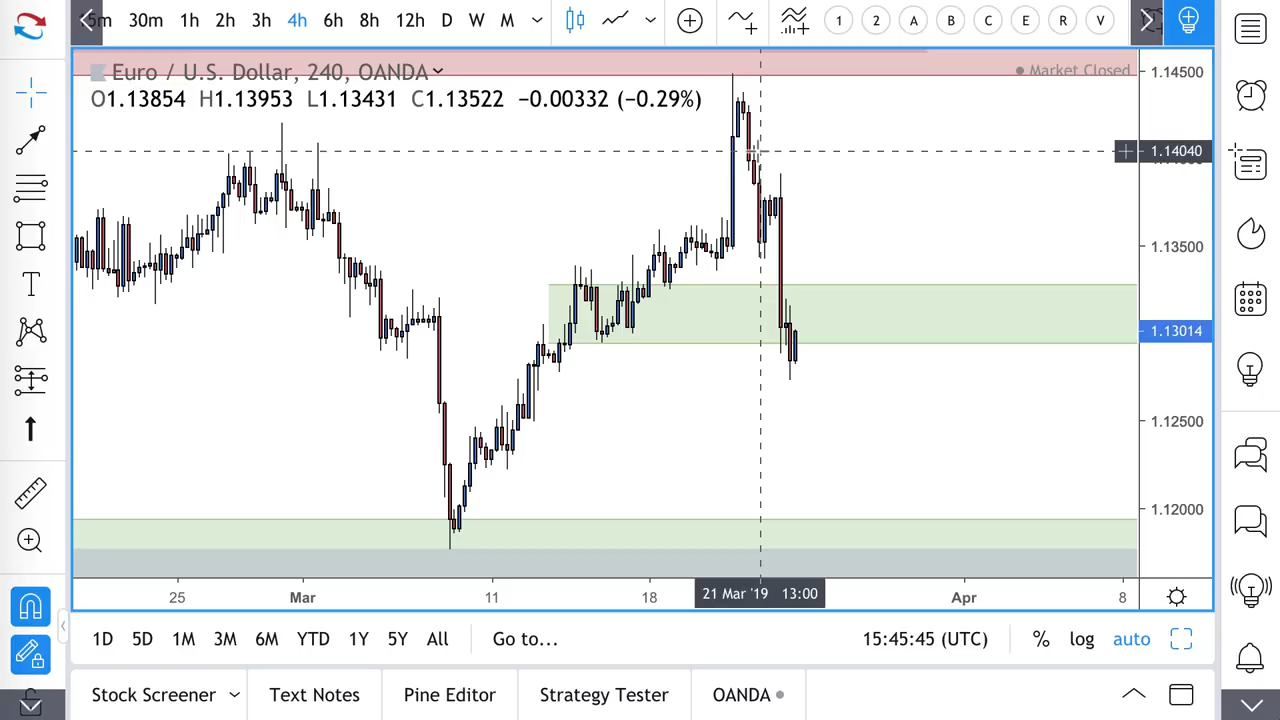 5m 30m 1h 2h 3h 4h 6h 8h 12h D W M 1 2 A B C E R V
Euro / U.S. Dollar, 240, OANDA Market Closed
O1.13854 H1.13953 L1.13431 C1.13522 −0.00332 (−0.29%)
1.14500
1.14040
1.13500
1.13014
1.12500
1.12000
25 Mar 11 18 21 Mar '19 13:00 Apr 8
1D 5D 1M 3M 6M YTD 1Y 5Y All Go to... 15:45:45 (UTC) % log auto
Stock Screener Text Notes Pine Editor Strategy Tester OANDA